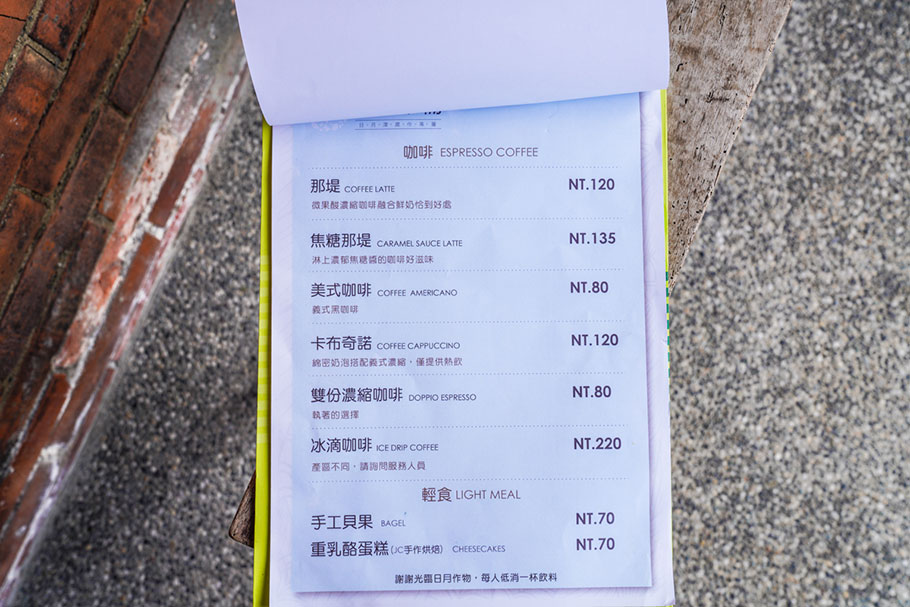 咖啡 ESPRESSO COFFEE
那堤 COFFEE LATTE NT.120
微果酸濃縮咖啡融合鮮奶恰到好處
焦糖那堤 CARAMEL SAUCE LATTE NT.135
淋上濃郁焦糖醬的咖啡好滋味
美式咖啡 COFFEE AMERICANO NT.80
義式黑咖啡
卡布奇諾 COFFEE CAPPUCCINO NT.120
綿密奶泡搭配義式濃縮，僅提供熱飲
雙份濃縮咖啡 DOPPIO ESPRESSO NT.80
執著的選擇
冰滴咖啡 ICE DRIP COFFEE NT.220
產區不同，請詢問服務人員
輕食 LIGHT MEAL
手工貝果 BAGEL NT.70
重乳酪蛋糕(JC手作烘焙) CHEESECAKES NT.70
謝謝光臨日月作物，每人低消一杯飲料